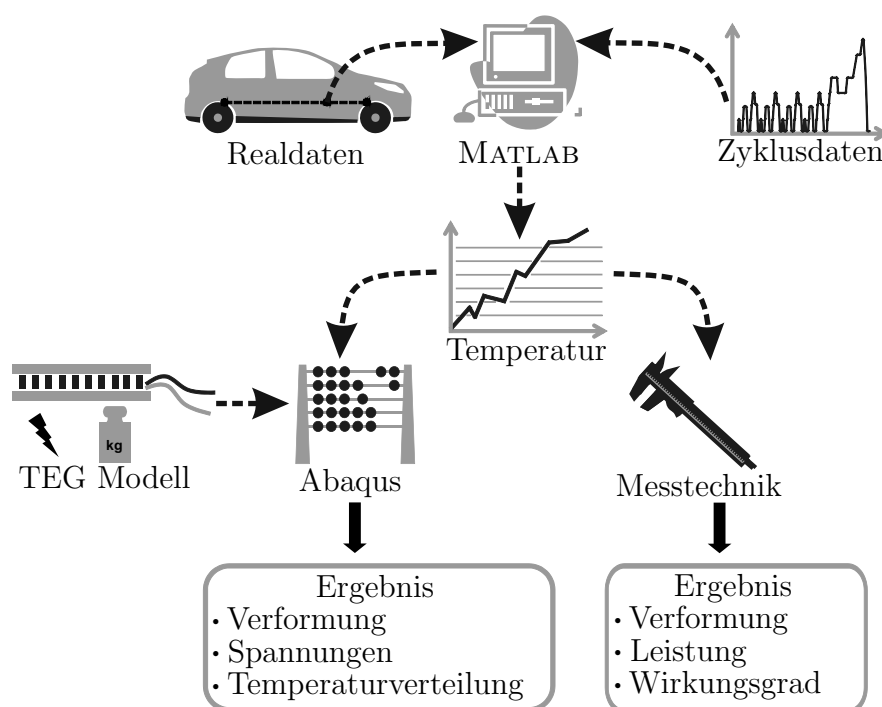 Realdaten
MATLAB
Zyklusdaten
Temperatur
kg
TEG Modell
Abaqus
Messtechnik
Ergebnis
· Verformung
· Spannungen
· Temperaturverteilung
Ergebnis
· Verformung
· Leistung
· Wirkungsgrad